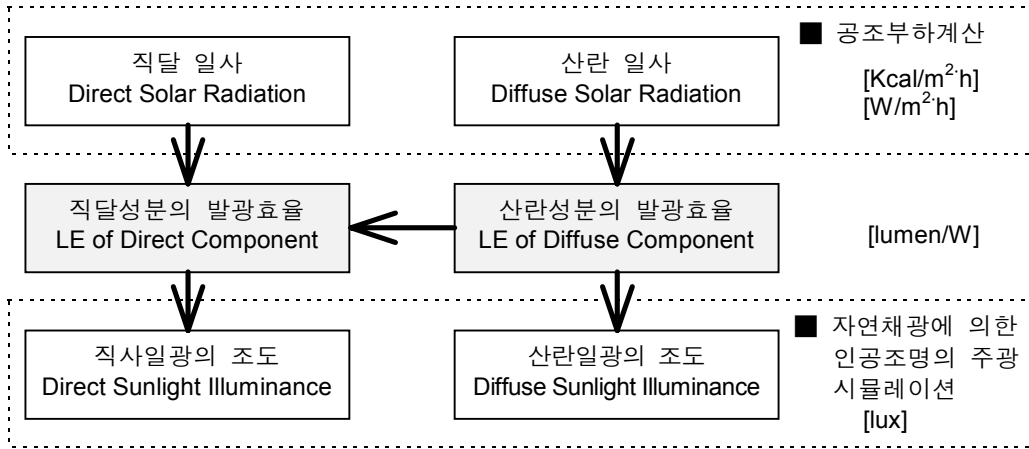 직달 일사
Direct Solar Radiation
산란 일사
Diffuse Solar Radiation
■ 공조부하계산
[Kcal/m²·h]
[W/m²·h]
직달성분의 발광효율
LE of Direct Component
산란성분의 발광효율
LE of Diffuse Component
[lumen/W]
직사일광의 조도
Direct Sunlight Illuminance
산란일광의 조도
Diffuse Sunlight Illuminance
■ 자연채광에 의한
인공조명의 주광
시뮬레이션
[lux]